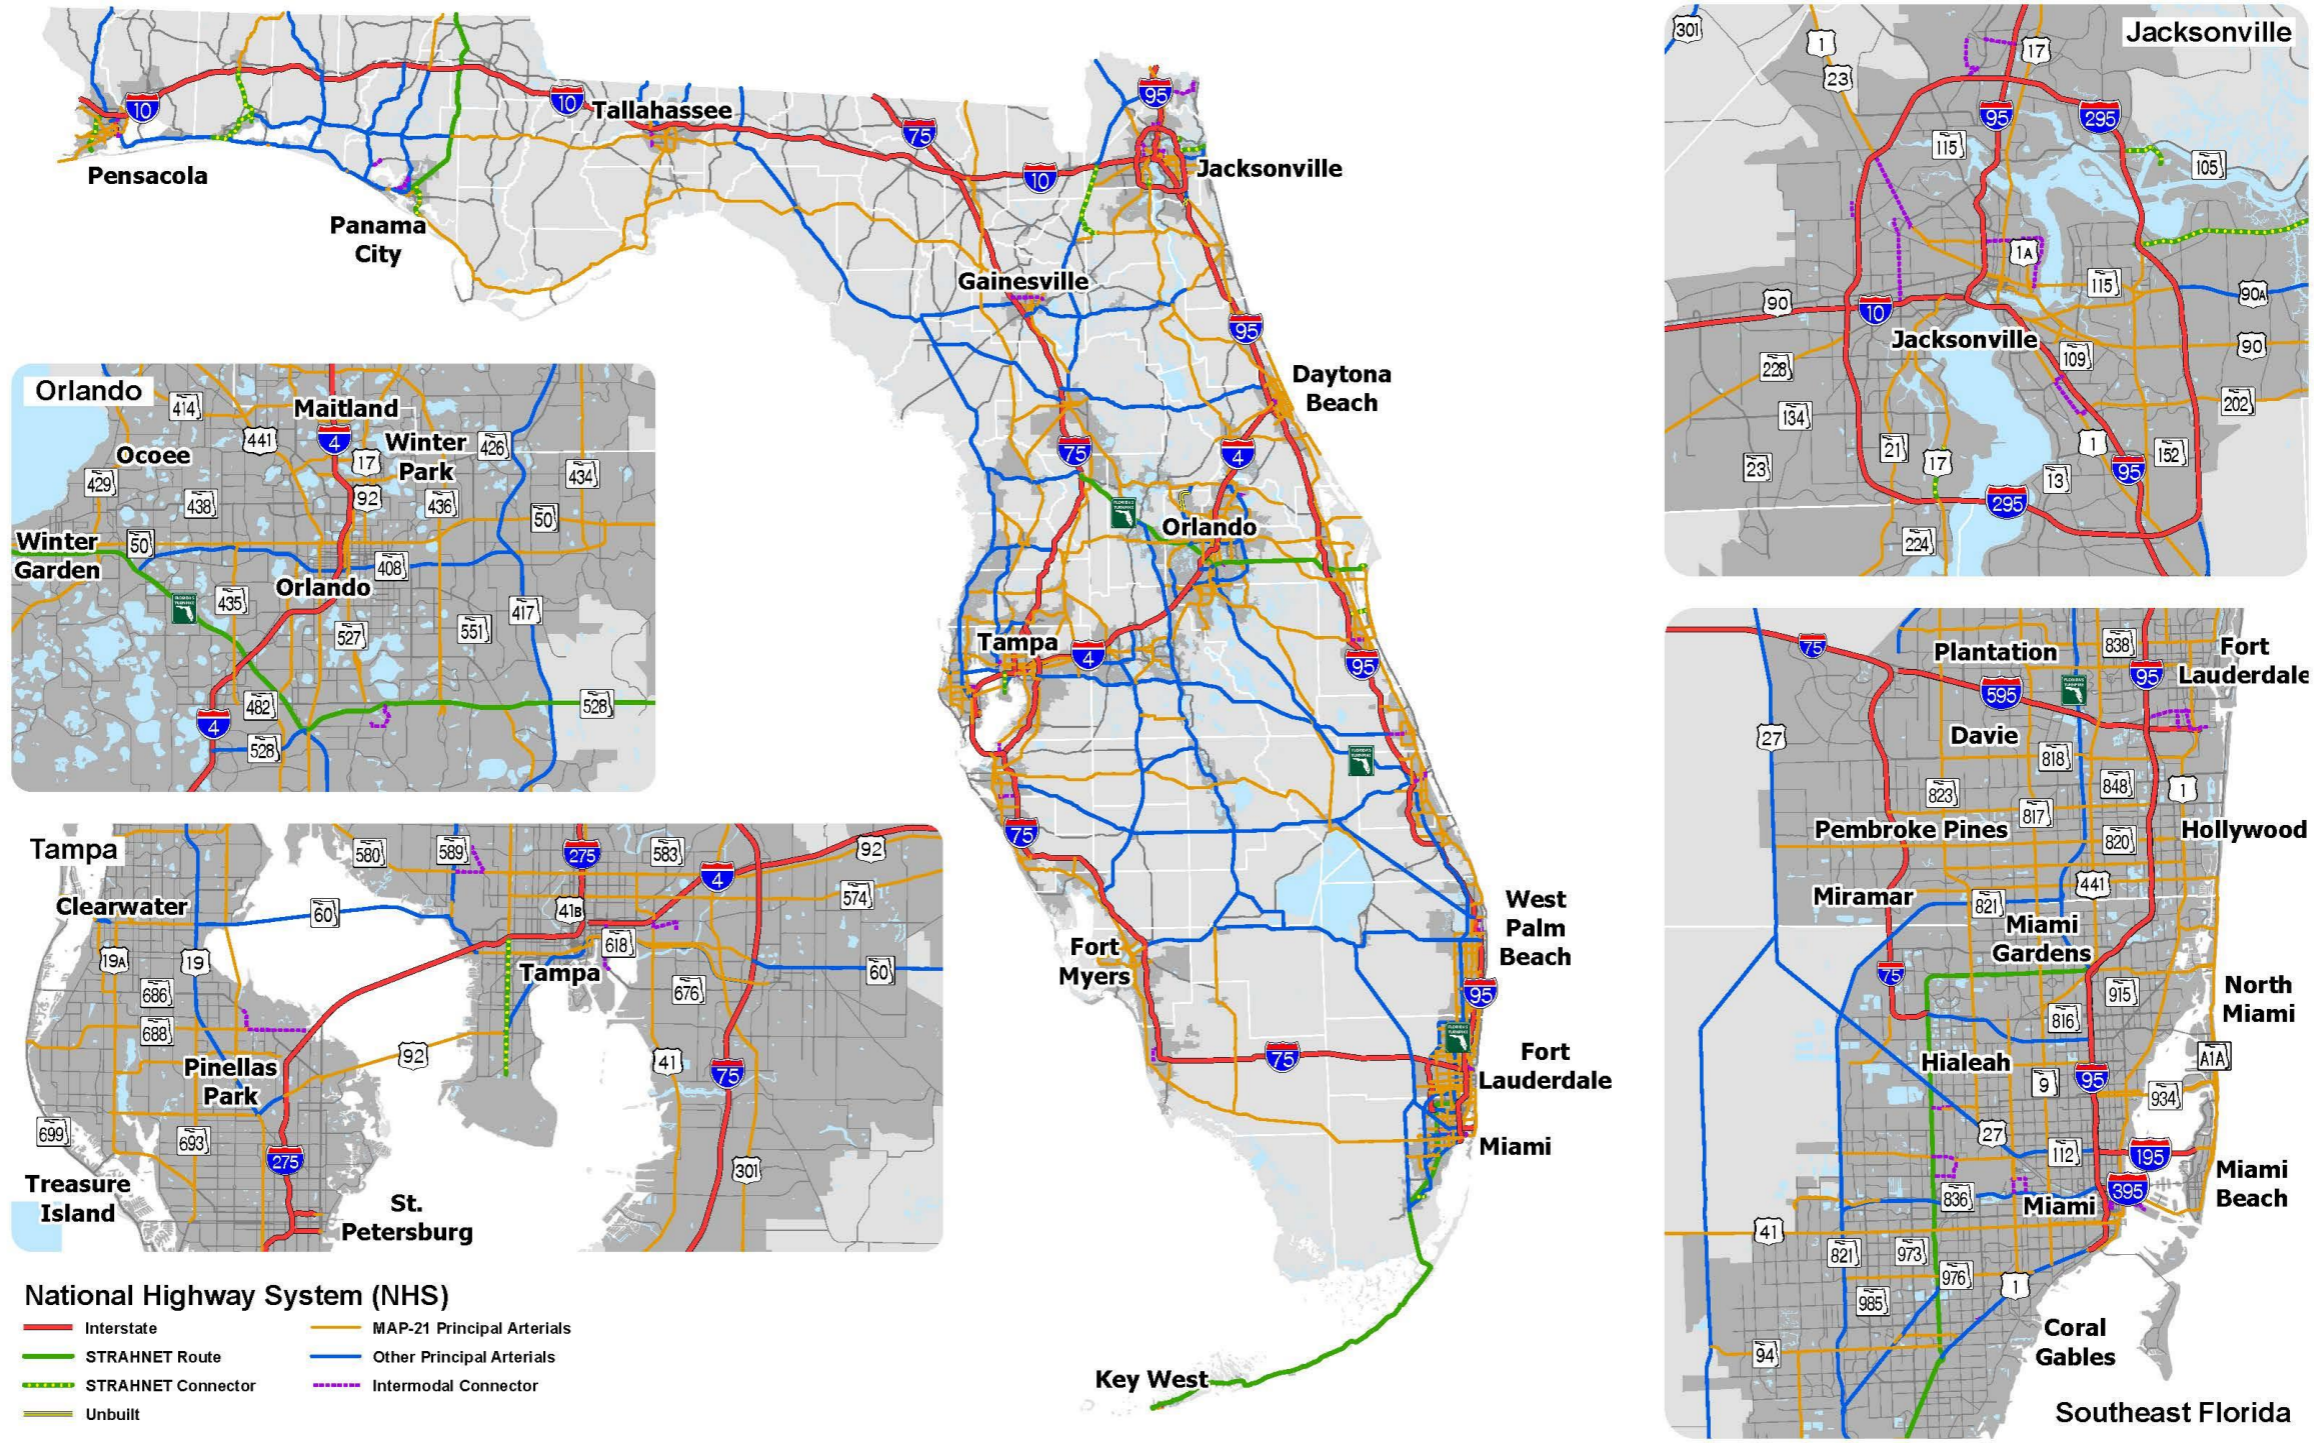 10
10
Tallahassee
75
95
Pensacola
Panama
City
10
Jacksonville
Gainesville
95
Daytona
Beach
75
4
Orlando
Tampa
4
95
75
West
Palm
Beach
Fort
Myers
95
75
Fort
Lauderdale
Miami
Key West
Orlando
414
Maitland
441
4
Winter
Park
17
426
Ocoee
429
434
438
92
436
50
Winter
Garden
50
408
Orlando
435
417
527
551
482
528
4
528
Tampa
580
589
275
583
92
4
574
Clearwater
60
41B
618
19A
19
Tampa
60
686
676
688
92
41
Pinellas
Park
75
699
693
275
301
Treasure
Island
St.
Petersburg
National Highway System (NHS)
Interstate
STRAHNET Route
STRAHNET Connector
Unbuilt
MAP-21 Principal Arterials
Other Principal Arterials
Intermodal Connector
Jacksonville
301
1
17
23
95
295
115
105
1A
115
90
10
90A
Jacksonville
109
90
228
202
134
21
17
1
152
23
13
95
295
224
75
Plantation
838
Fort
Lauderdale
95
595
27
Davie
818
823
848
1
817
Pembroke Pines
820
Hollywood
441
Miramar
821
Miami
Gardens
75
915
North
Miami
816
Hialeah
A1A
9
95
934
27
112
195
Miami
Beach
836
Miami
395
41
821
973
976
1
985
Coral
Gables
94
Southeast Florida